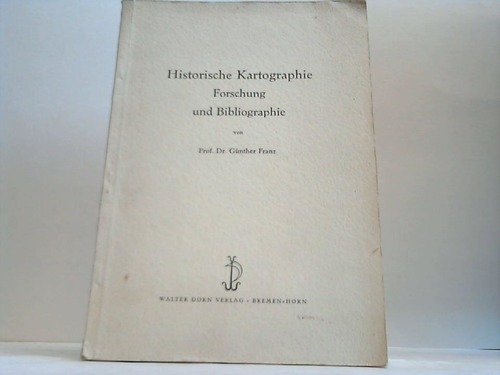 Historische Kartographie
Forschung
und Bibliographie
von
Prof. Dr. Günther Franz
WALTER DORN VERLAG · BREMEN-HORN